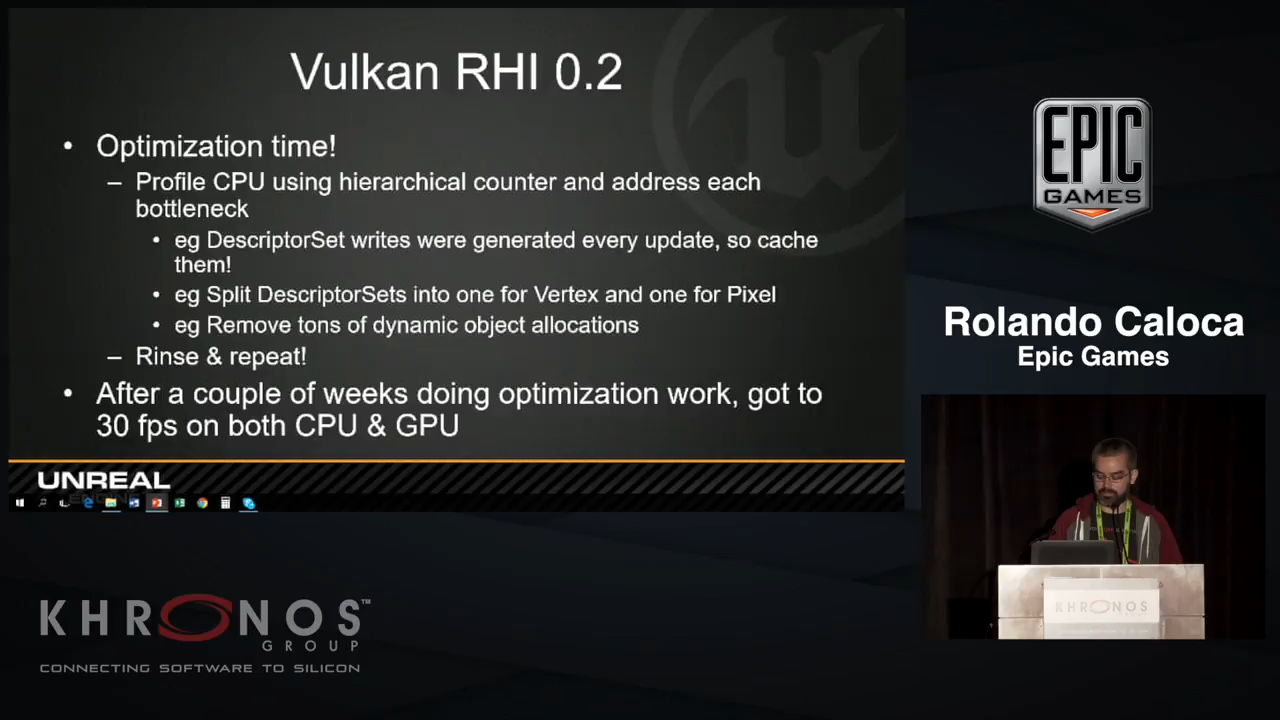 Vulkan RHI 0.2
• Optimization time!
– Profile CPU using hierarchical counter and address each
bottleneck
• eg DescriptorSet writes were generated every update, so cache
them!
• eg Split DescriptorSets into one for Vertex and one for Pixel
• eg Remove tons of dynamic object allocations
– Rinse & repeat!
• After a couple of weeks doing optimization work, got to
30 fps on both CPU & GPU
UNREAL
EPIC
GAMES
Rolando Caloca
Epic Games
KHRONOS
KHRONOS™
GROUP
CONNECTING SOFTWARE TO SILICON